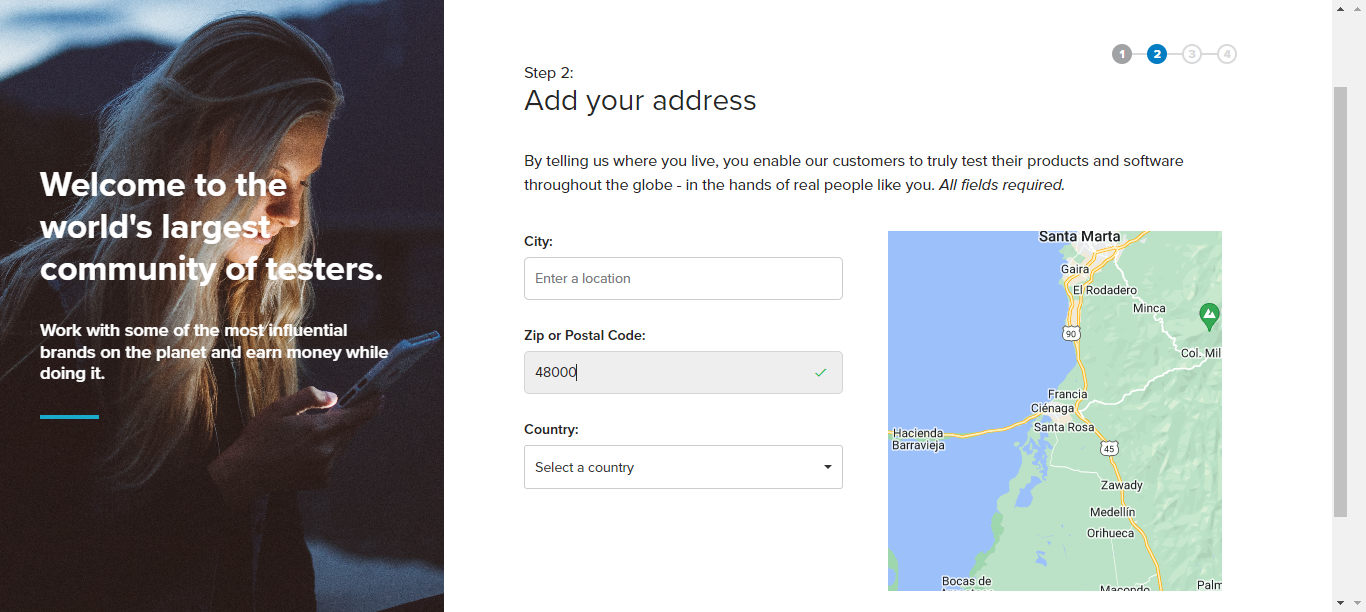 Welcome to the
world's largest
community of testers.
Work with some of the most influential
brands on the planet and earn money while
doing it.
1 2 3 4
Step 2:
Add your address
By telling us where you live, you enable our customers to truly test their products and software
throughout the globe - in the hands of real people like you. All fields required.
City:
Enter a location
Zip or Postal Code:
48000
Country:
Select a country
Santa Marta
Gaira
El Rodadero
Minca
90
Col. Mil
Francia
Ciénaga
Santa Rosa
Hacienda
Barravieja
45
Zawady
Medellín
Orihueca
Bocas de
Macondo
Palm